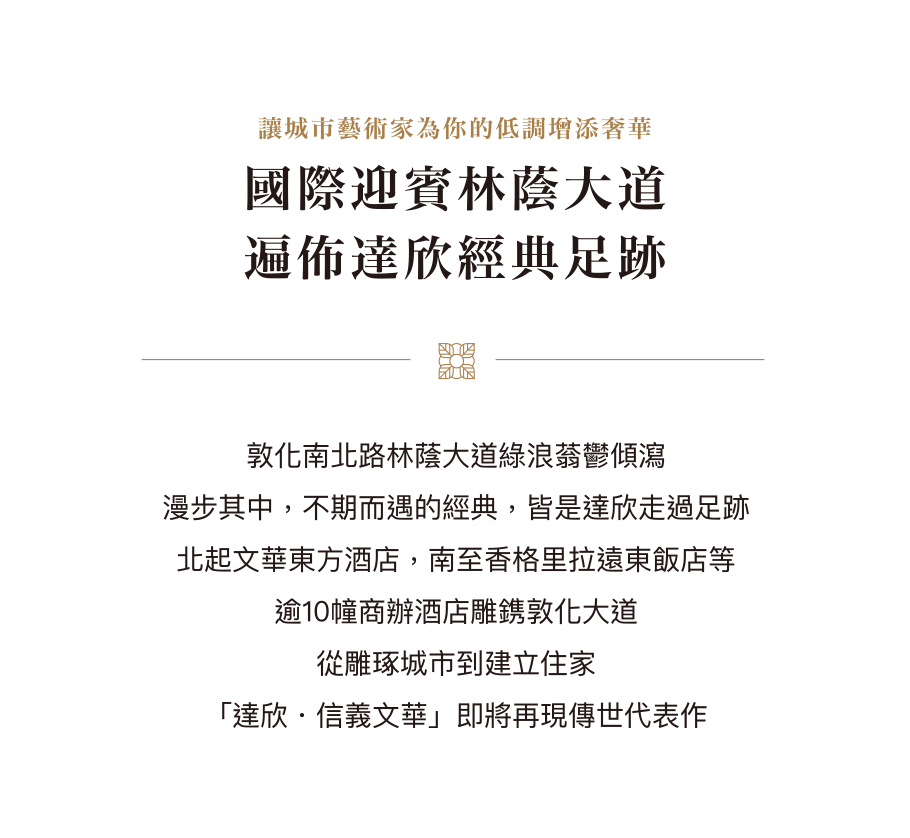 讓城市藝術家為你的低調增添奢華
國際迎賓林蔭大道
遍佈達欣經典足跡
敦化南北路林蔭大道綠浪蓊鬱傾瀉
漫步其中，不期而遇的經典，皆是達欣走過足跡
北起文華東方酒店，南至香格里拉遠東飯店等
逾10幢商辦酒店雕鐫敦化大道
從雕琢城市到建立住家
「達欣．信義文華」即將再現傳世代表作